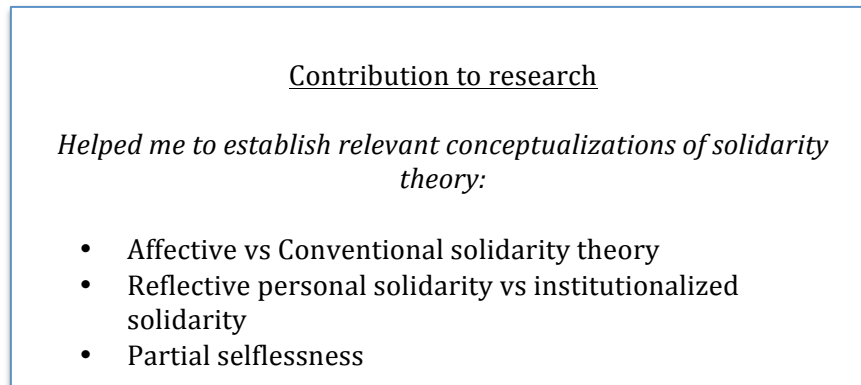 Contribution to research
Helped me to establish relevant conceptualizations of solidarity
theory:
• Affective vs Conventional solidarity theory
• Reflective personal solidarity vs institutionalized
solidarity
• Partial selflessness